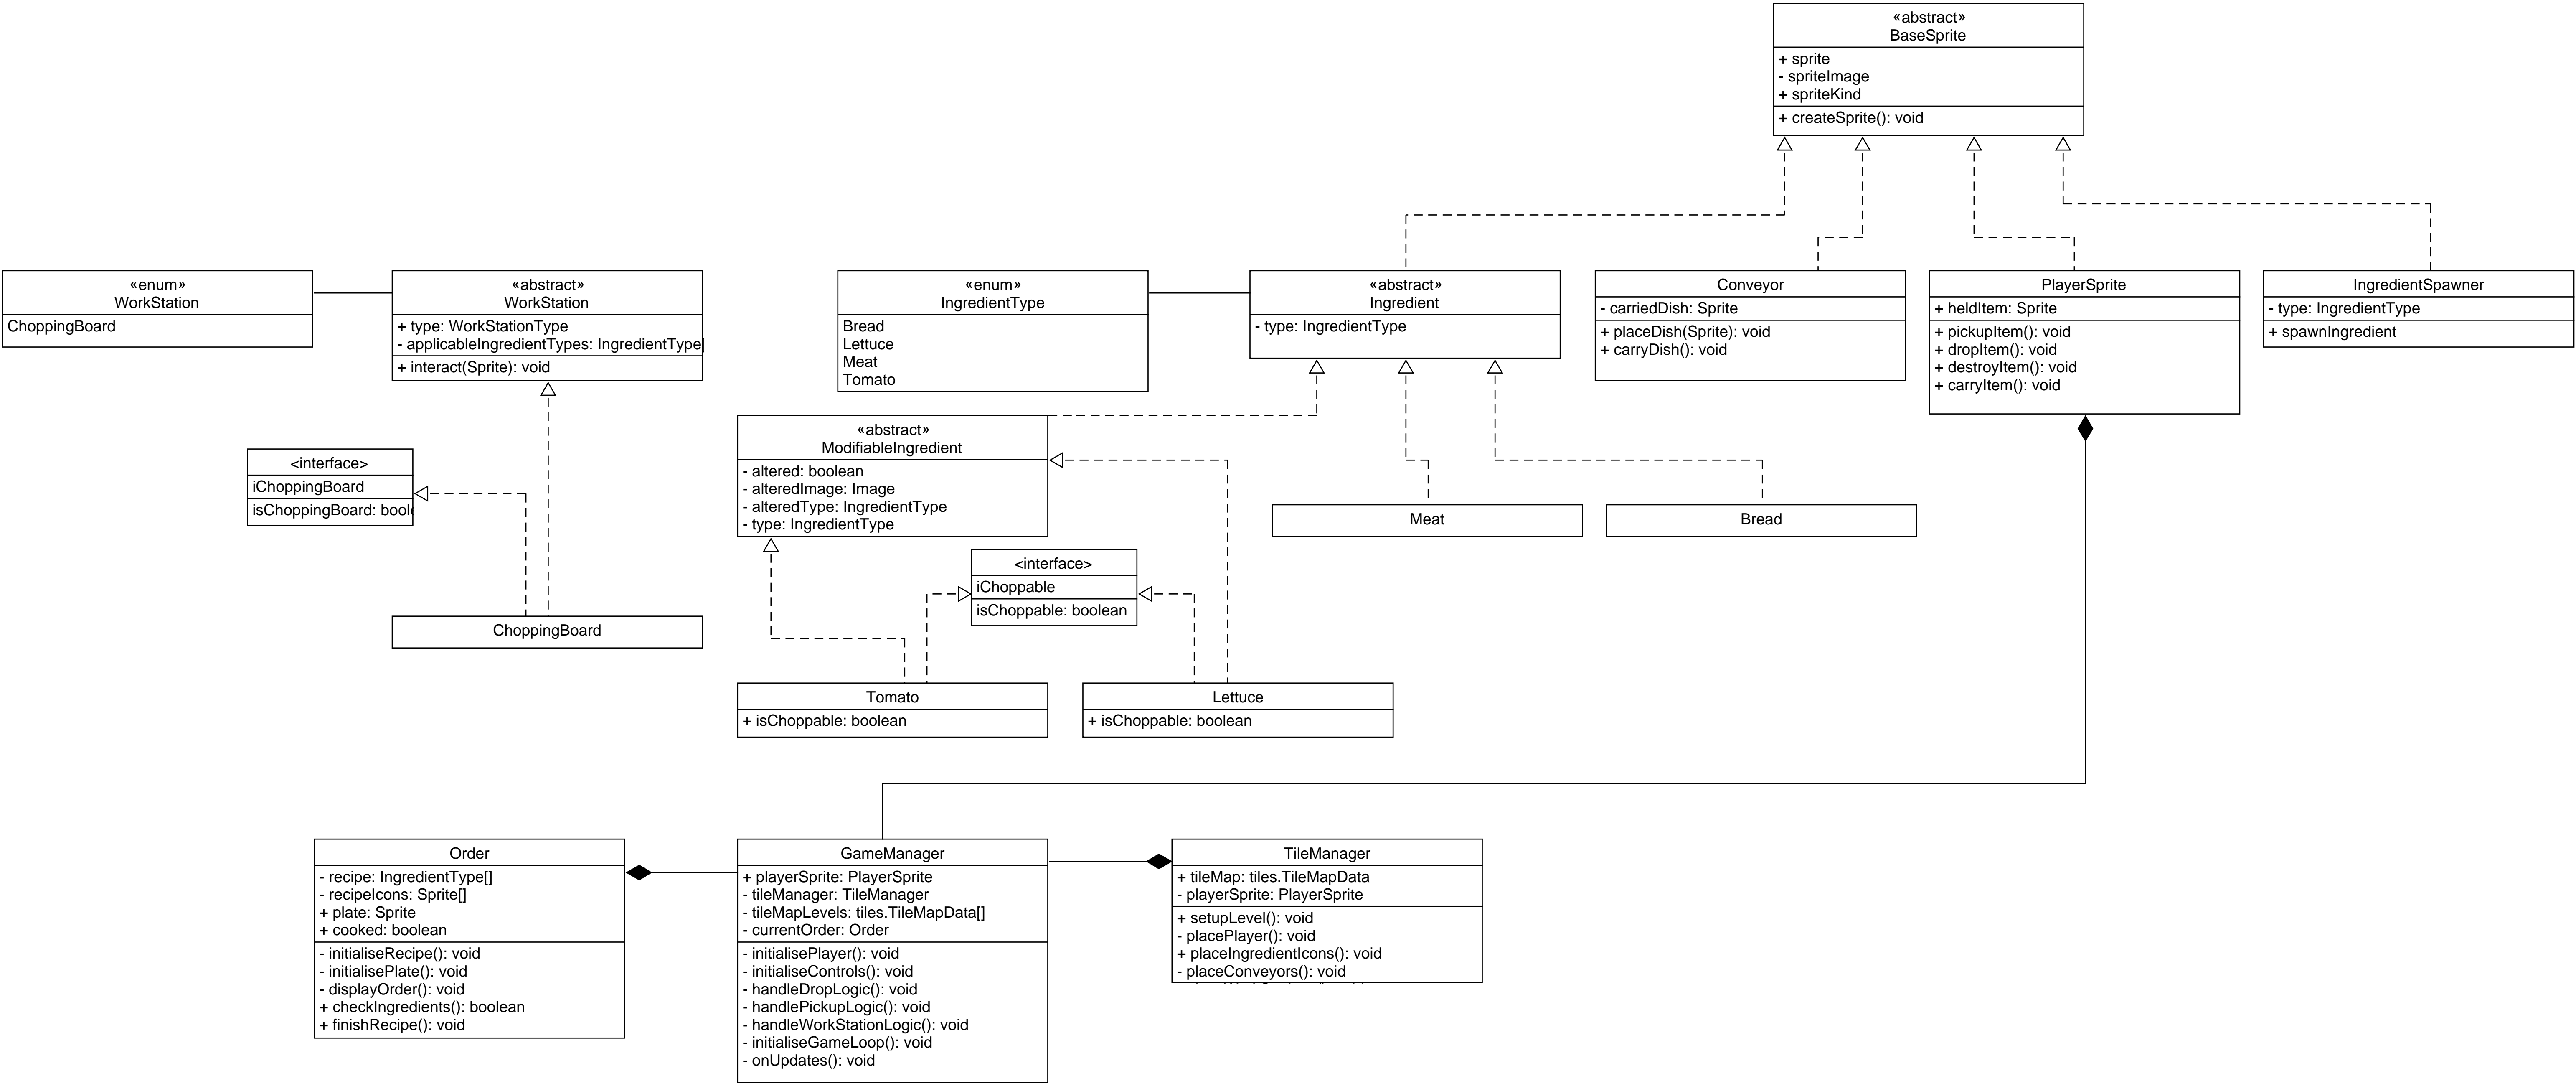 «abstract»
BaseSprite
+ sprite
- spriteImage
+ spriteKind
+ createSprite(): void
«enum»
WorkStation
ChoppingBoard
«abstract»
WorkStation
+ type: WorkStationType
- applicableIngredientTypes: IngredientType
+ interact(Sprite): void
«enum»
IngredientType
Bread
Lettuce
Meat
Tomato
«abstract»
Ingredient
- type: IngredientType
Conveyor
- carriedDish: Sprite
+ placeDish(Sprite): void
+ carryDish(): void
PlayerSprite
+ heldItem: Sprite
+ pickupItem(): void
+ dropItem(): void
+ destroyItem(): void
+ carryItem(): void
IngredientSpawner
- type: IngredientType
+ spawnIngredient
<interface>
iChoppingBoard
isChoppingBoard:
«abstract»
ModifiableIngredient
- altered: boolean
- alteredImage: Image
- alteredType: IngredientType
- type: IngredientType
Meat
Bread
<interface>
iChoppable
isChoppable: boolean
ChoppingBoard
Tomato
+ isChoppable: boolean
Lettuce
+ isChoppable: boolean
Order
- recipe: IngredientType[]
- recipeIcons: Sprite[]
+ plate: Sprite
+ cooked: boolean
- initialiseRecipe(): void
- initialisePlate(): void
- displayOrder(): void
+ checkIngredients(): boolean
+ finishRecipe(): void
GameManager
+ playerSprite: PlayerSprite
- tileManager: TileManager
- tileMapLevels: tiles.TileMapData[]
- currentOrder: Order
- initialisePlayer(): void
- initialiseControls(): void
- handleDropLogic(): void
- handlePickupLogic(): void
- handleWorkStationLogic(): void
- initialiseGameLoop(): void
- onUpdates(): void
TileManager
+ tileMap: tiles.TileMapData
- playerSprite: PlayerSprite
+ setupLevel(): void
- placePlayer(): void
+ placeIngredientIcons(): void
- placeConveyors(): void